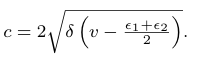 $c = 2\sqrt{\delta \left( v - \frac{\epsilon_1 + \epsilon_2}{2} \right)}.$